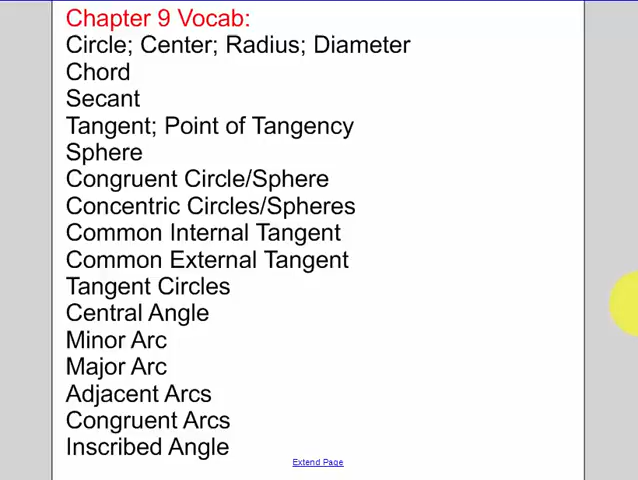 Chapter 9 Vocab:
Circle; Center; Radius; Diameter
Chord
Secant
Tangent; Point of Tangency
Sphere
Congruent Circle/Sphere
Concentric Circles/Spheres
Common Internal Tangent
Common External Tangent
Tangent Circles
Central Angle
Minor Arc
Major Arc
Adjacent Arcs
Congruent Arcs
Inscribed Angle
Extend Page